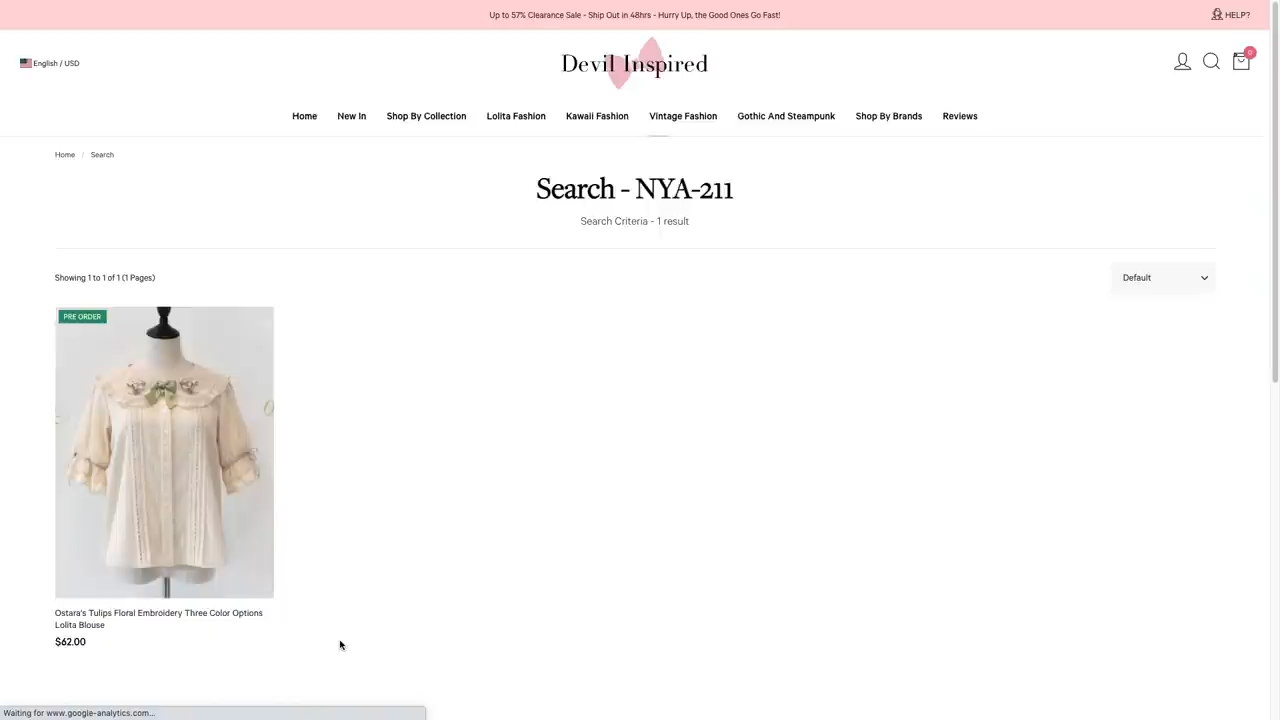 Up to 57% Clearance Sale - Ship Out in 48hrs - Hurry Up, the Good Ones Go Fast!
HELP?
English / USD
Devil Inspired
0
Home
New In
Shop By Collection
Lolita Fashion
Kawaii Fashion
Vintage Fashion
Gothic And Steampunk
Shop By Brands
Reviews
Home / Search
Search - NYA-211
Search Criteria - 1 result
Showing 1 to 1 of 1 (1 Pages)
Default
PRE ORDER
Ostara's Tulips Floral Embroidery Three Color Options
Lolita Blouse
$62.00
Waiting for www.google-analytics.com...